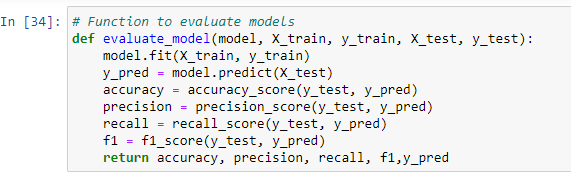 In [34]: # Function to evaluate models
def evaluate_model(model, X_train, y_train, X_test, y_test):
    model.fit(X_train, y_train)
    y_pred = model.predict(X_test)
    accuracy = accuracy_score(y_test, y_pred)
    precision = precision_score(y_test, y_pred)
    recall = recall_score(y_test, y_pred)
    f1 = f1_score(y_test, y_pred)
    return accuracy, precision, recall, f1,y_pred